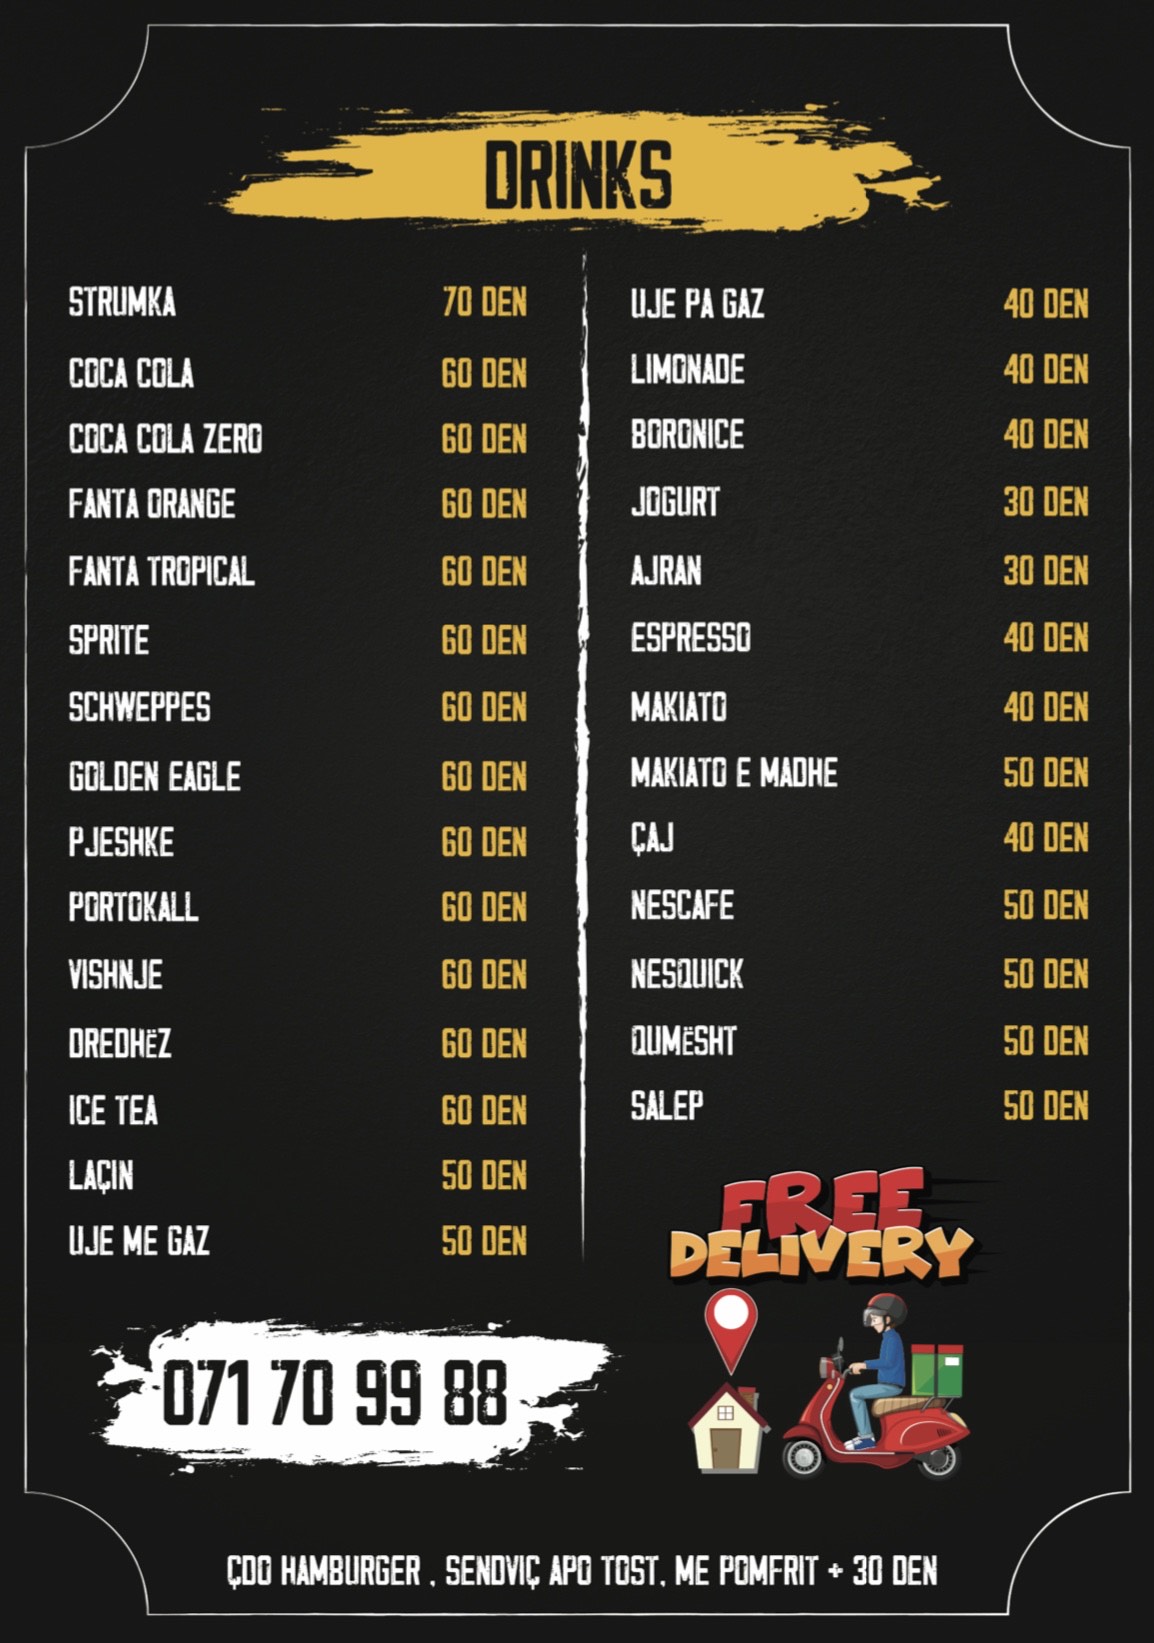 DRINKS
STRUMKA 70 DEN
COCA COLA 60 DEN
COCA COLA ZERO 60 DEN
FANTA ORANGE 60 DEN
FANTA TROPICAL 60 DEN
SPRITE 60 DEN
SCHWEPPES 60 DEN
GOLDEN EAGLE 60 DEN
PJESHKE 60 DEN
PORTOKALL 60 DEN
VISHNJE 60 DEN
DREDHËZ 60 DEN
ICE TEA 60 DEN
LAÇIN 50 DEN
UJE ME GAZ 50 DEN
UJE PA GAZ 40 DEN
LIMONADE 40 DEN
BORONICE 40 DEN
JOGURT 30 DEN
AJRAN 30 DEN
ESPRESSO 40 DEN
MAKIATO 40 DEN
MAKIATO E MADHE 50 DEN
ÇAJ 40 DEN
NESCAFE 50 DEN
NESQUICK 50 DEN
QUMËSHT 50 DEN
SALEP 50 DEN
FREE
DELIVERY
071 70 99 88
ÇDO HAMBURGER , SENDVIÇ APO TOST, ME POMFRIT + 30 DEN